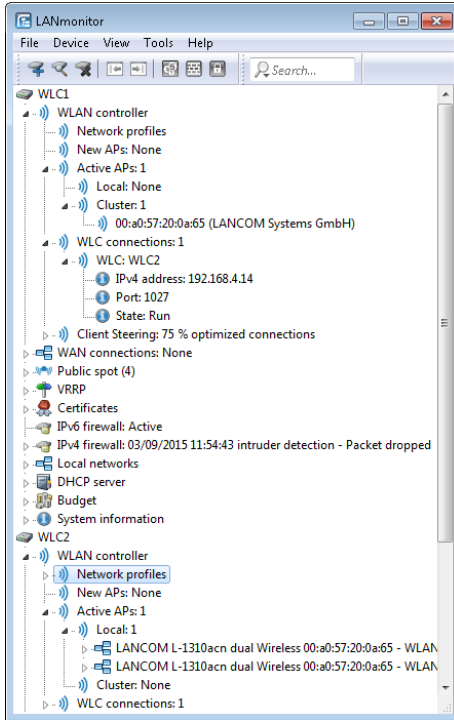 LANmonitor
File Device View Tools Help
Search...
WLC1
WLAN controller
Network profiles
New APs: None
Active APs: 1
Local: None
Cluster: 1
00:a0:57:20:0a:65 (LANCOM Systems GmbH)
WLC connections: 1
WLC: WLC2
IPv4 address: 192.168.4.14
Port: 1027
State: Run
Client Steering: 75 % optimized connections
WAN connections: None
Public spot (4)
VRRP
Certificates
IPv6 firewall: Active
IPv4 firewall: 03/09/2015 11:54:43 intruder detection - Packet dropped
Local networks
DHCP server
Budget
System information
WLC2
WLAN controller
Network profiles
New APs: None
Active APs: 1
Local: 1
LANCOM L-1310acn dual Wireless 00:a0:57:20:0a:65 - WLAN
LANCOM L-1310acn dual Wireless 00:a0:57:20:0a:65 - WLAN
Cluster: None
WLC connections: 1